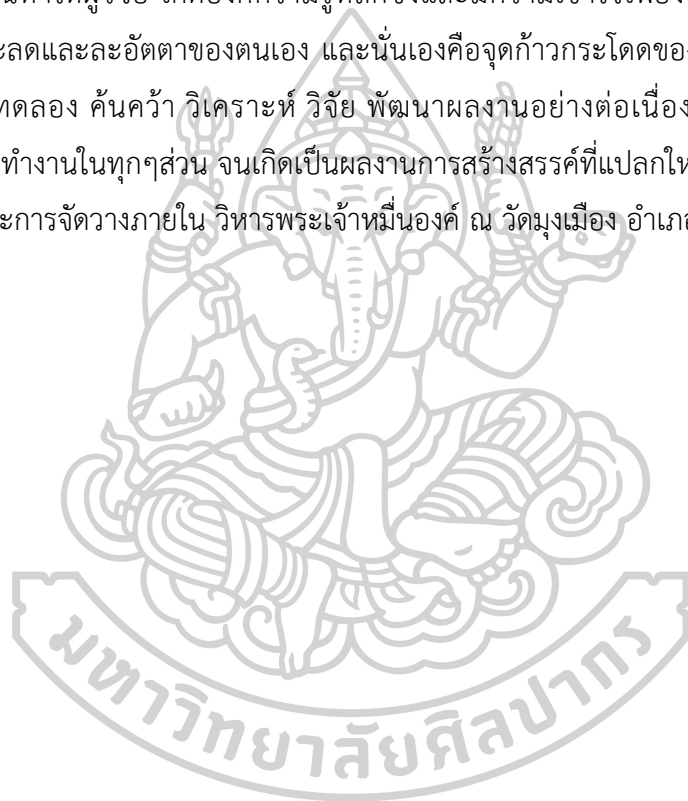 ะลดและละอัตตาของตนเอง และนั่นเองคือจุดก้าวกระโดดขอ
ทดลอง ค้นคว้า วิเคราะห์ วิจัย พัฒนาผลงานอย่างต่อเนื่อง
ทำงานในทุกๆส่วน จนเกิดเป็นผลงานการสร้างสรรค์ที่แปลกให
ะการจัดวางภายใน วิหารพระเจ้าหมื่นองค์ ณ วัดมุงเมือง อำเภอ
มหาวิทยาลัยศิลปากร